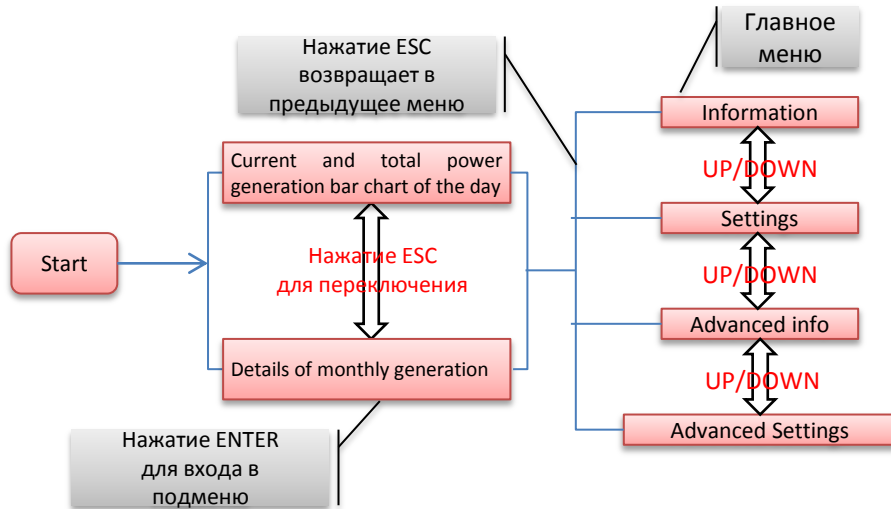 Нажатие ESC
возвращает в
предыдущее меню
Главное
меню
Information
UP/DOWN
Settings
UP/DOWN
Advanced info
UP/DOWN
Advanced Settings
Current and total power
generation bar chart of the day
Start
Нажатие ESC
для переключения
Details of monthly generation
Нажатие ENTER
для входа в
подменю